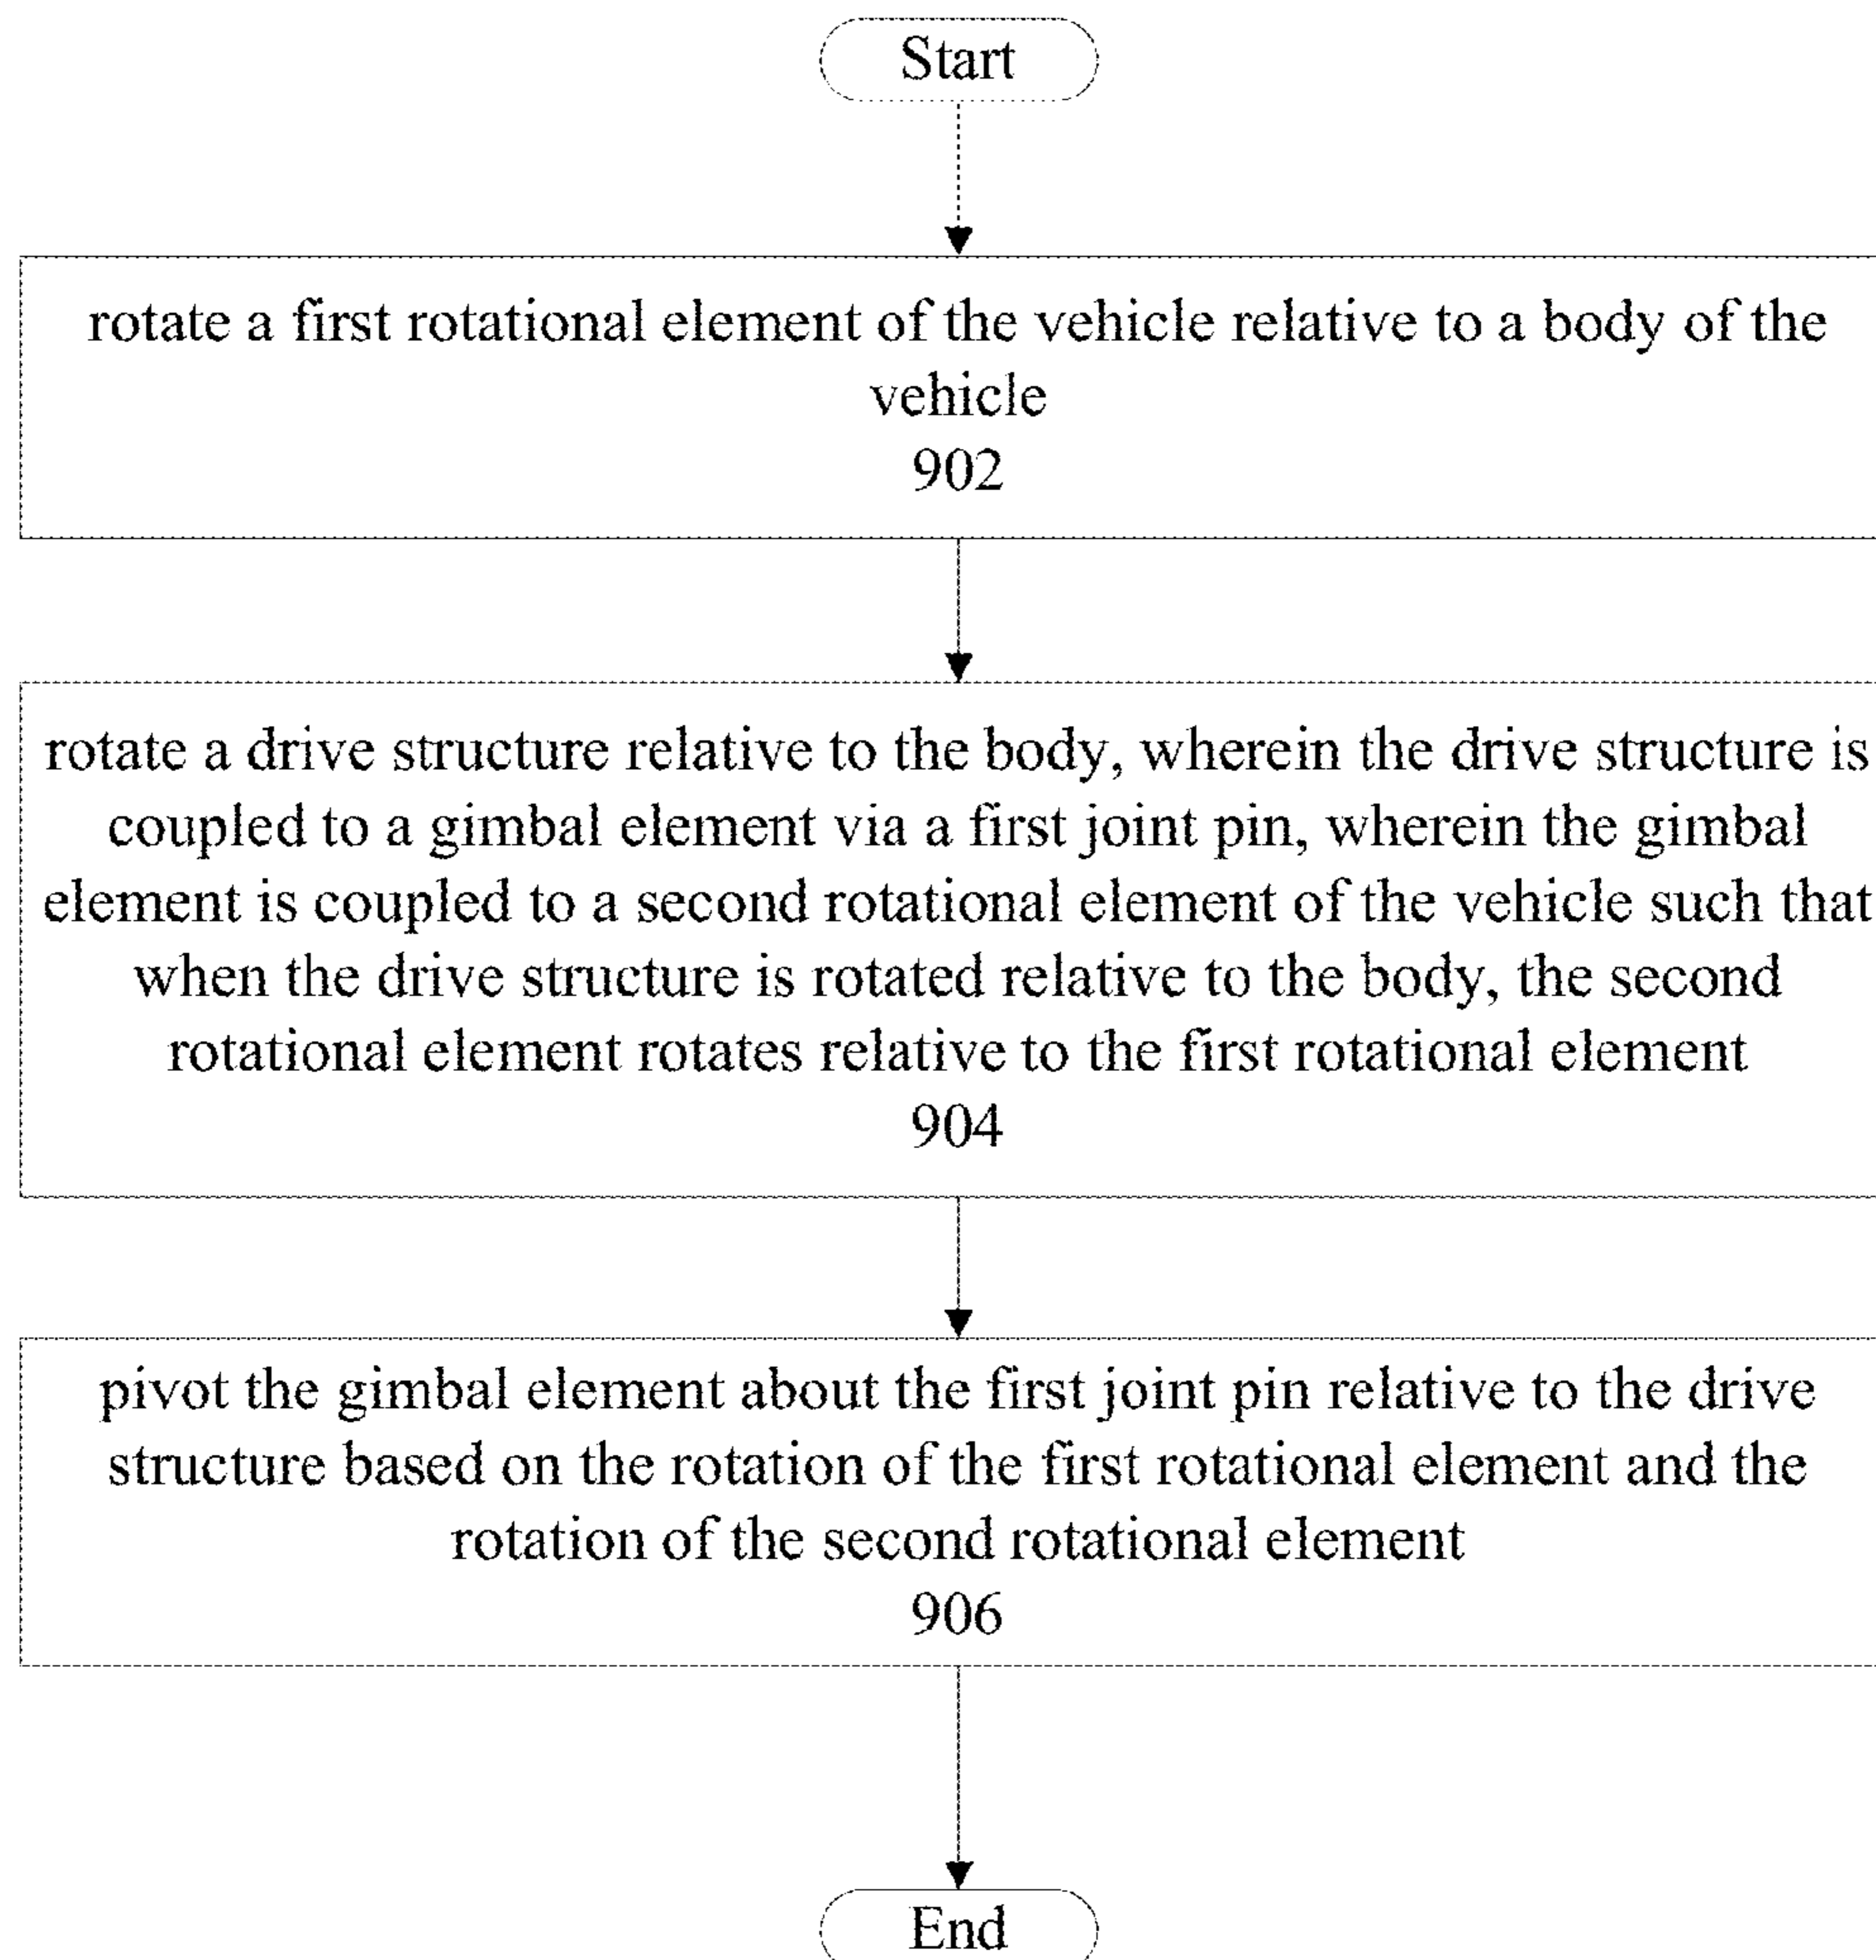 Start
rotate a first rotational element of the vehicle relative to a body of the
vehicle
902
rotate a drive structure relative to the body, wherein the drive structure is
coupled to a gimbal element via a first joint pin, wherein the gimbal
element is coupled to a second rotational element of the vehicle such that
when the drive structure is rotated relative to the body, the second
rotational element rotates relative to the first rotational element
904
pivot the gimbal element about the first joint pin relative to the drive
structure based on the rotation of the first rotational element and the
rotation of the second rotational element
906
End